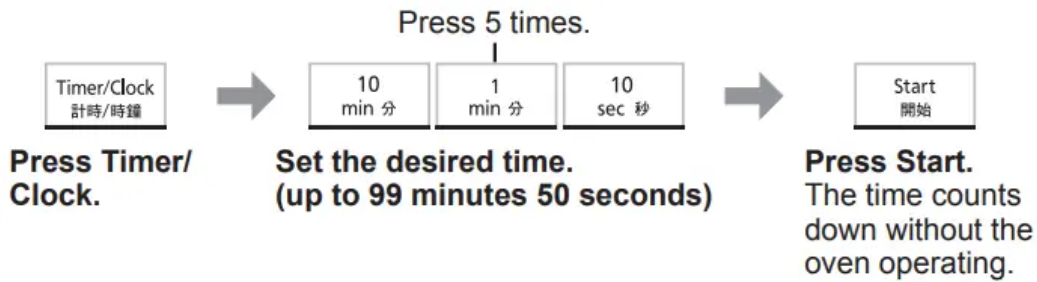 Press 5 times.
Timer/Clock
計時/時鐘
10
min 分
1
min 分
10
sec 秒
Start
開始
Press Timer/
Clock.
Set the desired time.
(up to 99 minutes 50 seconds)
Press Start.
The time counts
down without the
oven operating.